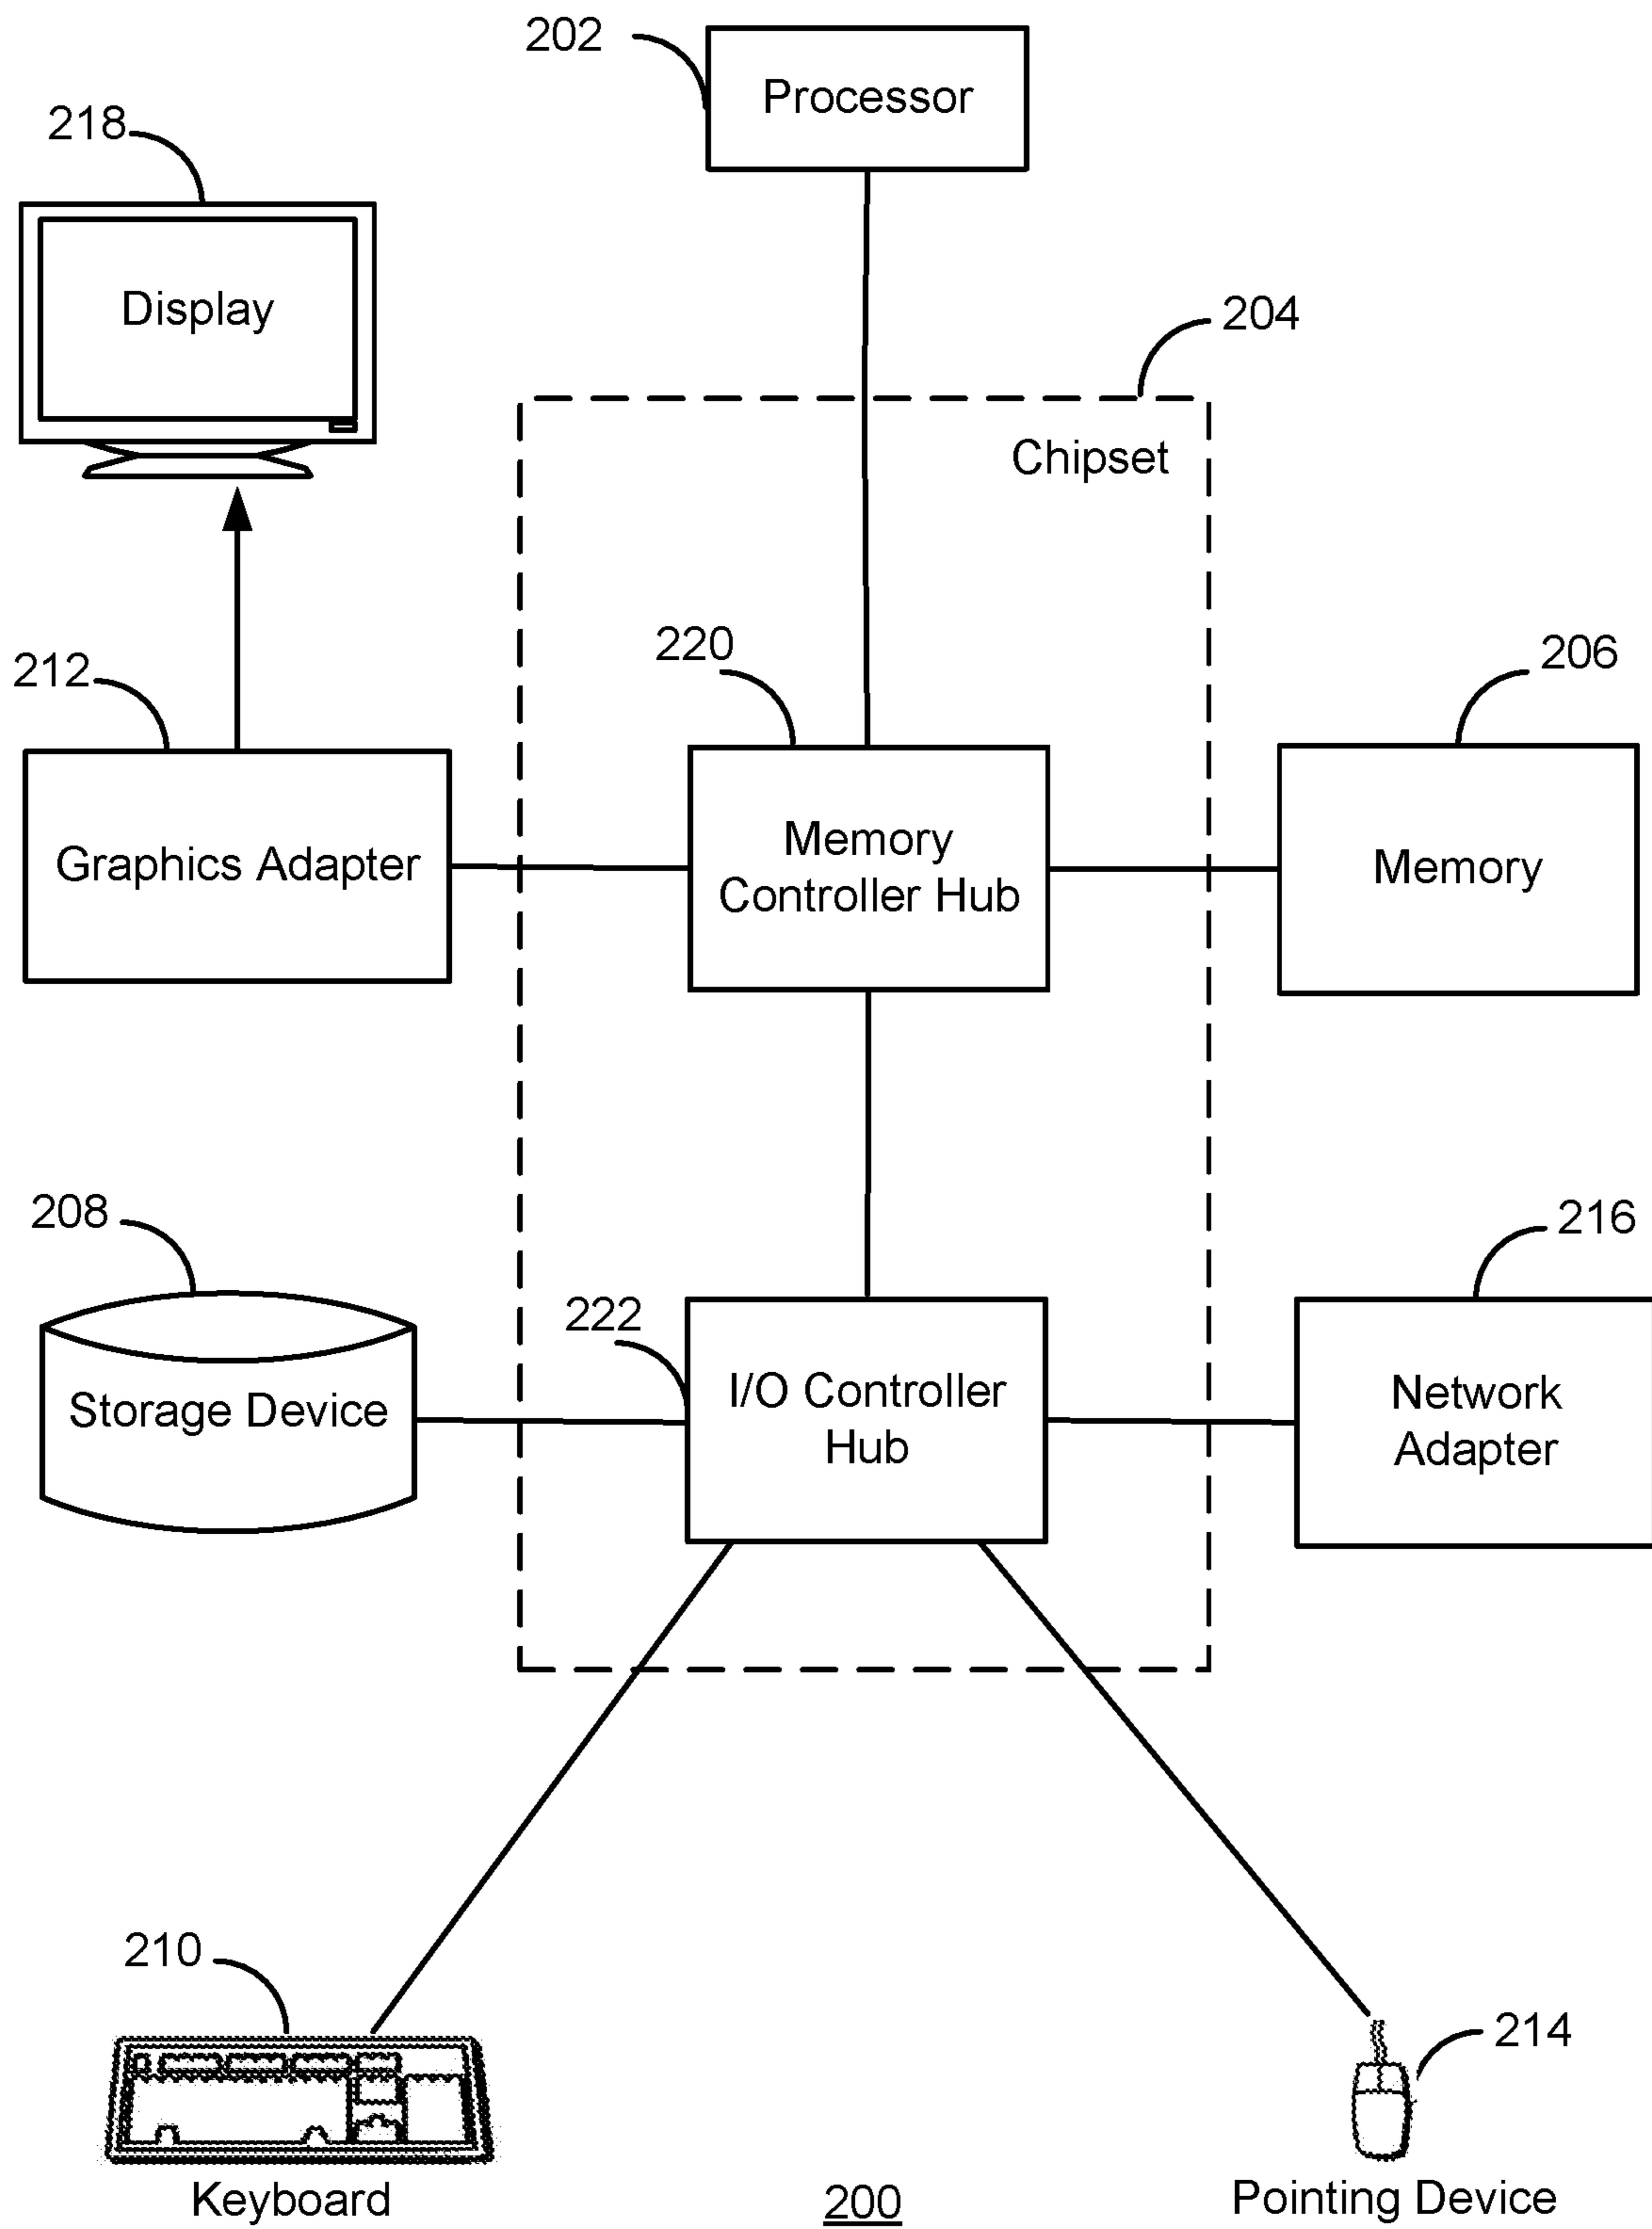 202
Processor
218
Display
204
Chipset
220
206
212
Memory
Controller Hub
Graphics Adapter
Memory
208
216
222
I/O Controller
Hub
Storage Device
Network
Adapter
210
214
Keyboard
200
Pointing Device